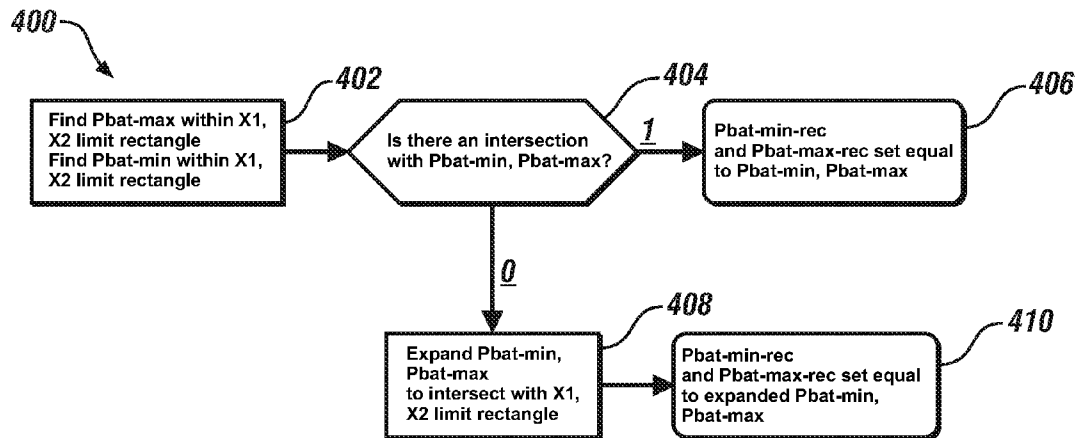 400
402
Find Pbat-max within X1,
X2 limit rectangle
Find Pbat-min within X1,
X2 limit rectangle
404
Is there an intersection
with Pbat-min, Pbat-max?
1
406
Pbat-min-rec
and Pbat-max-rec set equal
to Pbat-min, Pbat-max
0
408
Expand Pbat-min,
Pbat-max
to intersect with X1,
X2 limit rectangle
410
Pbat-min-rec
and Pbat-max-rec set equal
to expanded Pbat-min,
Pbat-max